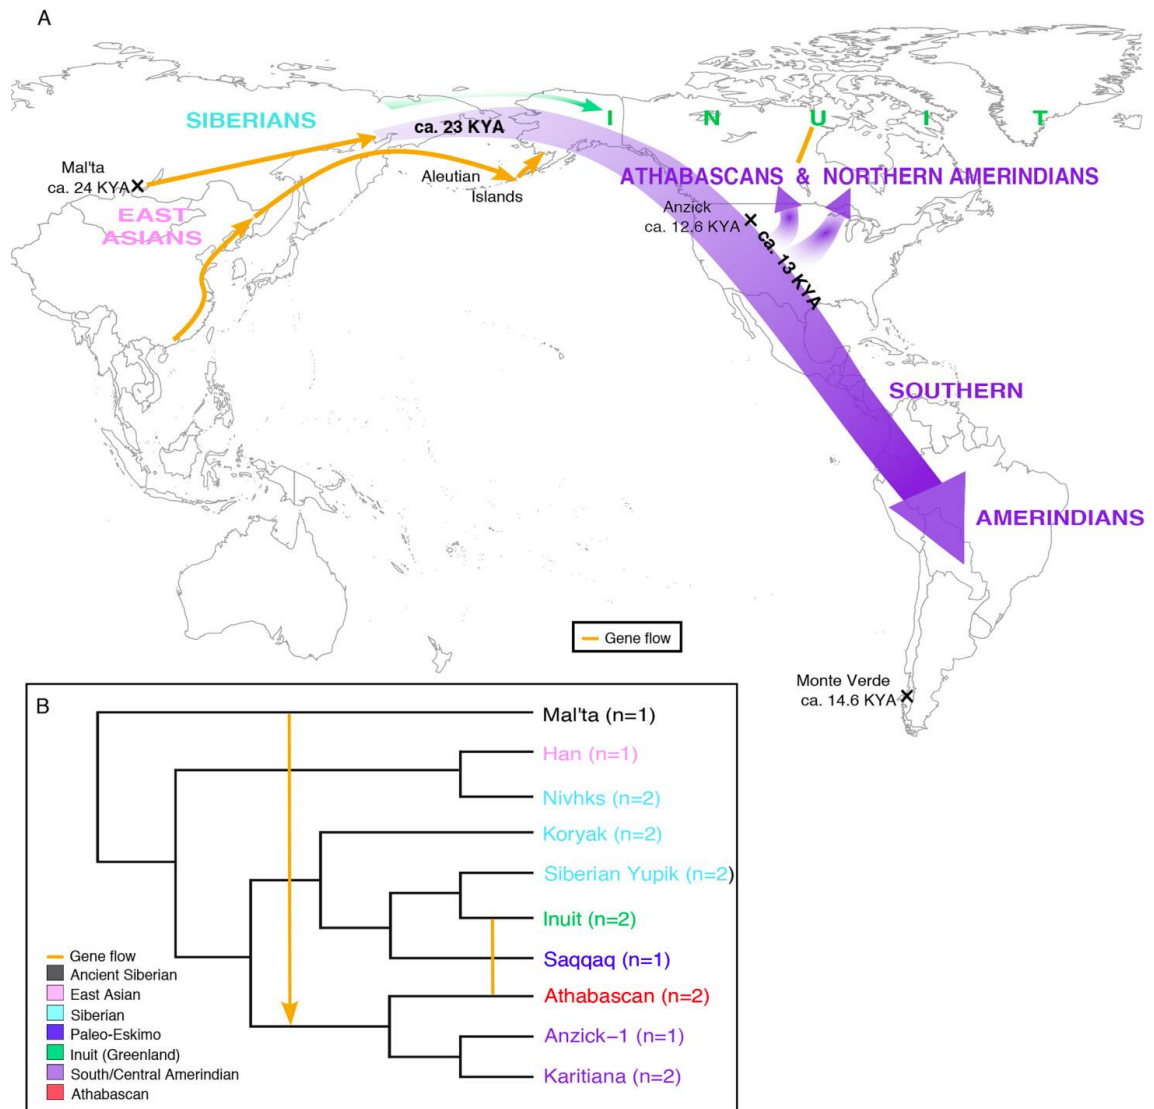 A
SIBERIANS
ca. 23 KYA
I N U I T
Mal'ta
ca. 24 KYA
Aleutian
Islands
ATHABASCANS & NORTHERN AMERINDIANS
EAST
ASIANS
Anzick
ca. 12.6 KYA
ca. 13 KYA
SOUTHERN
AMERINDIANS
Gene flow
Monte Verde
ca. 14.6 KYA
B
Mal'ta (n=1)
Han (n=1)
Nivhks (n=2)
Koryak (n=2)
Siberian Yupik (n=2)
Inuit (n=2)
Saqqaq (n=1)
Athabascan (n=2)
Anzick–1 (n=1)
Karitiana (n=2)
Gene flow
Ancient Siberian
East Asian
Siberian
Paleo-Eskimo
Inuit (Greenland)
South/Central Amerindian
Athabascan